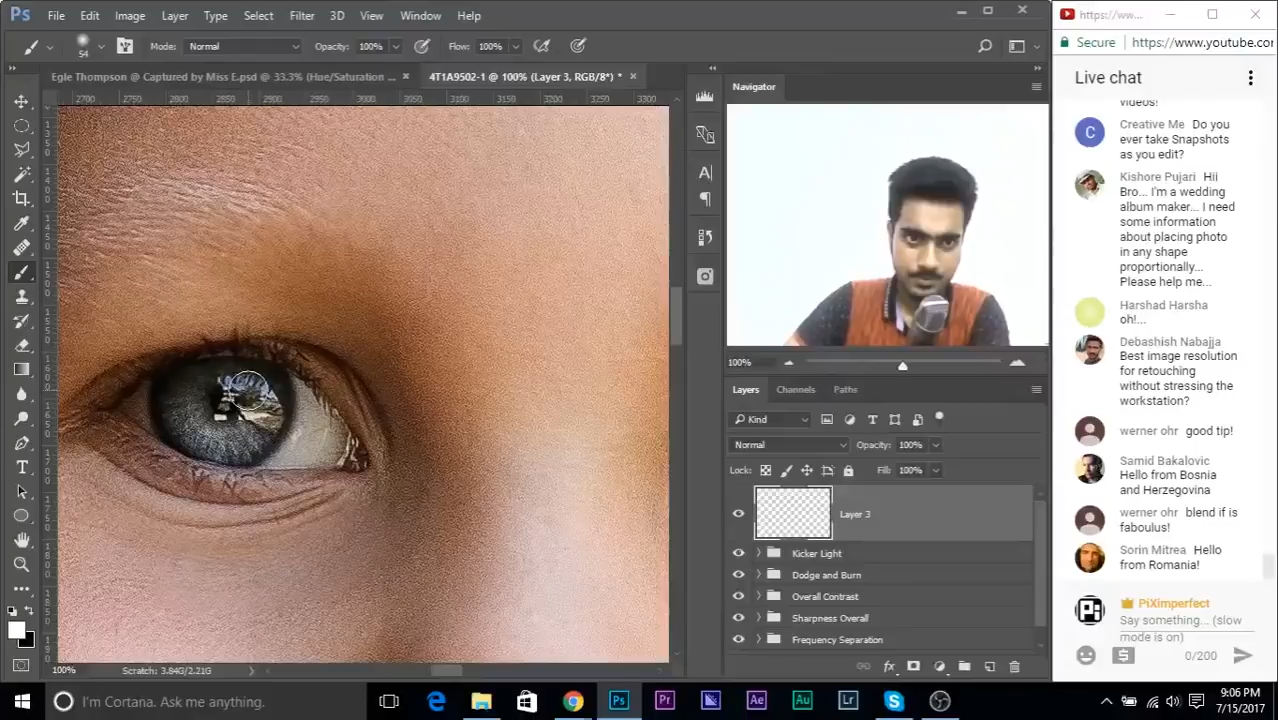 Ps File Edit Image Layer Type Select Filter 3D View Window Help
54 Mode: Normal Opacity: 100% Flow: 100%
Egle Thompson @ Captured by Miss E.psd @ 33.3% (Hue/Saturation ...
4T1A9502-1 @ 100% (Layer 3, RGB/8*) *
2700 2750 2800 2850 2900 2950 3000 3050 3100 3150 3200 3250 3300
100% Scratch: 3.84G/2.21G
Navigator
100%
Layers Channels Paths
Kind
Normal Opacity: 100%
Lock: Fill: 100%
Layer 3
Kicker Light
Dodge and Burn
Overall Contrast
Sharpness Overall
Frequency Separation
https://ww...
Secure https://www.youtube.cor
Live chat
videos!
Creative Me Do you
ever take Snapshots
as you edit?
Kishore Pujari Hii
Bro... I'm a wedding
album maker... I need
some information
about placing photo
in any shape
proportionally...
Please help me...
Harshad Harsha
oh!...
Debashish Nabajja
Best image resolution
for retouching
without stressing the
workstation?
werner ohr good tip!
Samid Bakalovic
Hello from Bosnia
and Herzegovina
werner ohr blend if is
faboulus!
Sorin Mitrea Hello
from Romania!
PiXimperfect
Say something... (slow
mode is on)
0/200
I'm Cortana. Ask me anything.
Ps Pr Ae Au Lr
9:06 PM
7/15/2017